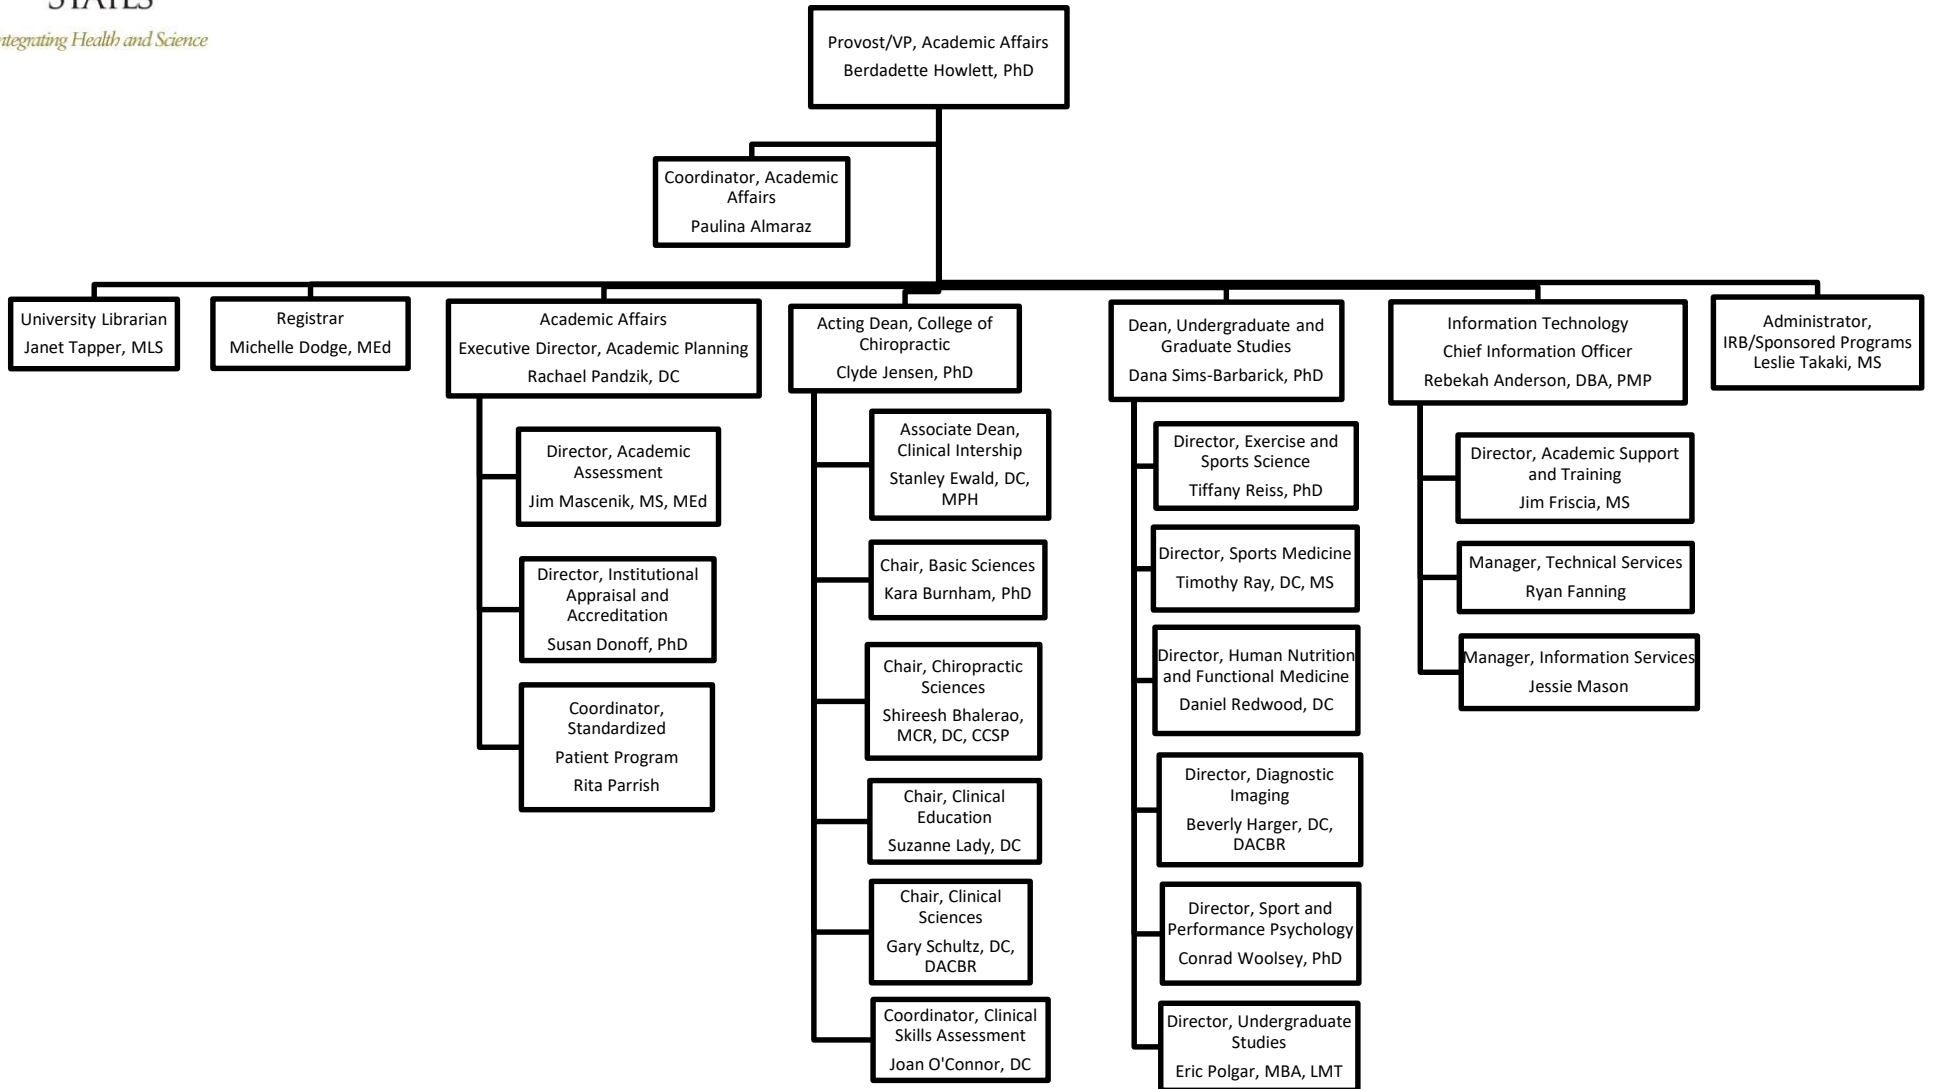 STATES
Integrating Health and Science
Provost/VP, Academic Affairs
Berdadette Howlett, PhD
Coordinator, Academic
Affairs
Paulina Almaraz
University Librarian
Janet Tapper, MLS
Registrar
Michelle Dodge, MEd
Academic Affairs
Executive Director, Academic Planning
Rachael Pandzik, DC
Director, Academic
Assessment
Jim Mascenik, MS, MEd
Director, Institutional
Appraisal and
Accreditation
Susan Donoff, PhD
Coordinator,
Standardized
Patient Program
Rita Parrish
Acting Dean, College of
Chiropractic
Clyde Jensen, PhD
Associate Dean,
Clinical Intership
Stanley Ewald, DC,
MPH
Chair, Basic Sciences
Kara Burnham, PhD
Chair, Chiropractic
Sciences
Shireesh Bhalerao,
MCR, DC, CCSP
Chair, Clinical
Education
Suzanne Lady, DC
Chair, Clinical
Sciences
Gary Schultz, DC,
DACBR
Coordinator, Clinical
Skills Assessment
Joan O'Connor, DC
Dean, Undergraduate and
Graduate Studies
Dana Sims-Barbarick, PhD
Director, Exercise and
Sports Science
Tiffany Reiss, PhD
Director, Sports Medicine
Timothy Ray, DC, MS
Director, Human Nutrition
and Functional Medicine
Daniel Redwood, DC
Director, Diagnostic
Imaging
Beverly Harger, DC,
DACBR
Director, Sport and
Performance Psychology
Conrad Woolsey, PhD
Director, Undergraduate
Studies
Eric Polgar, MBA, LMT
Information Technology
Chief Information Officer
Rebekah Anderson, DBA, PMP
Director, Academic Support
and Training
Jim Friscia, MS
Manager, Technical Services
Ryan Fanning
Manager, Information Services
Jessie Mason
Administrator,
IRB/Sponsored Programs
Leslie Takaki, MS